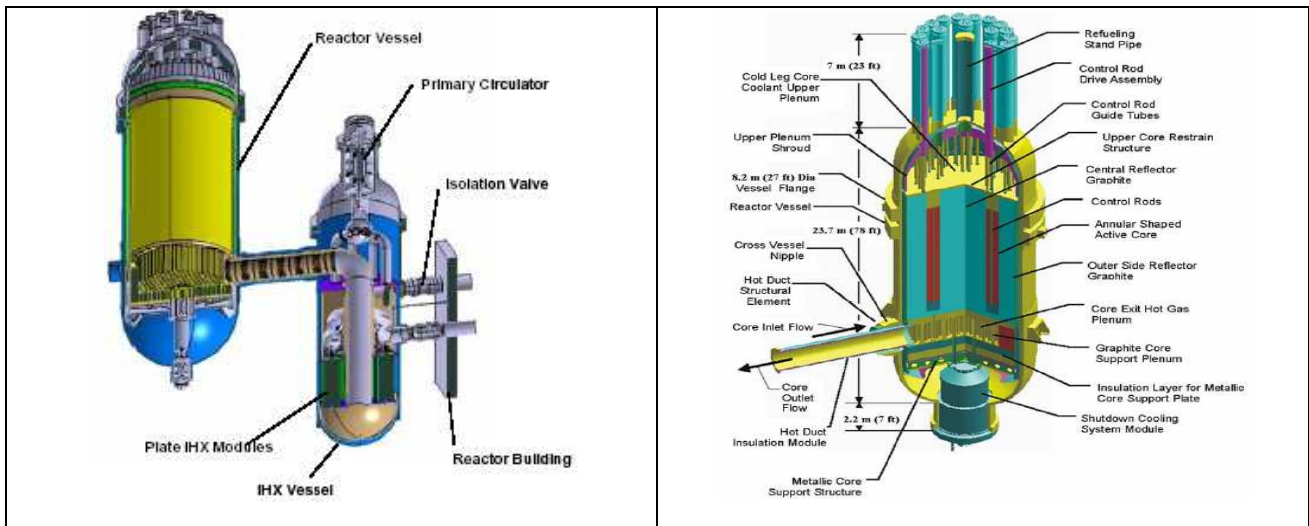 Reactor Vessel
Primary Circulator
Isolation Valve
Plate IHX Modules
Reactor Building
IHX Vessel
7 m (23 ft)
Cold Leg Core
Coolant Upper
Plenum
Upper Plenum
Shroud
8.2 m (27 ft) Dia
Vessel Flange
Reactor Vessel
23.7 m (78 ft)
Cross Vessel
Nipple
Hot Duct
Structural
Element
Core Inlet Flow
Core
Outlet
Flow
2.2 m (7 ft)
Hot Duct
Insulation Module
Metallic Core
Support Structure
Refueling
Stand Pipe
Control Rod
Drive Assembly
Control Rod
Guide Tubes
Upper Core Restrain
Structure
Central Reflector
Graphite
Control Rods
Annular Shaped
Active Core
Outer Side Reflector
Graphite
Core Exit Hot Gas
Plenum
Graphite Core
Support Plenum
Insulation Layer for Metallic
Core Support Plate
Shutdown Cooling
System Module